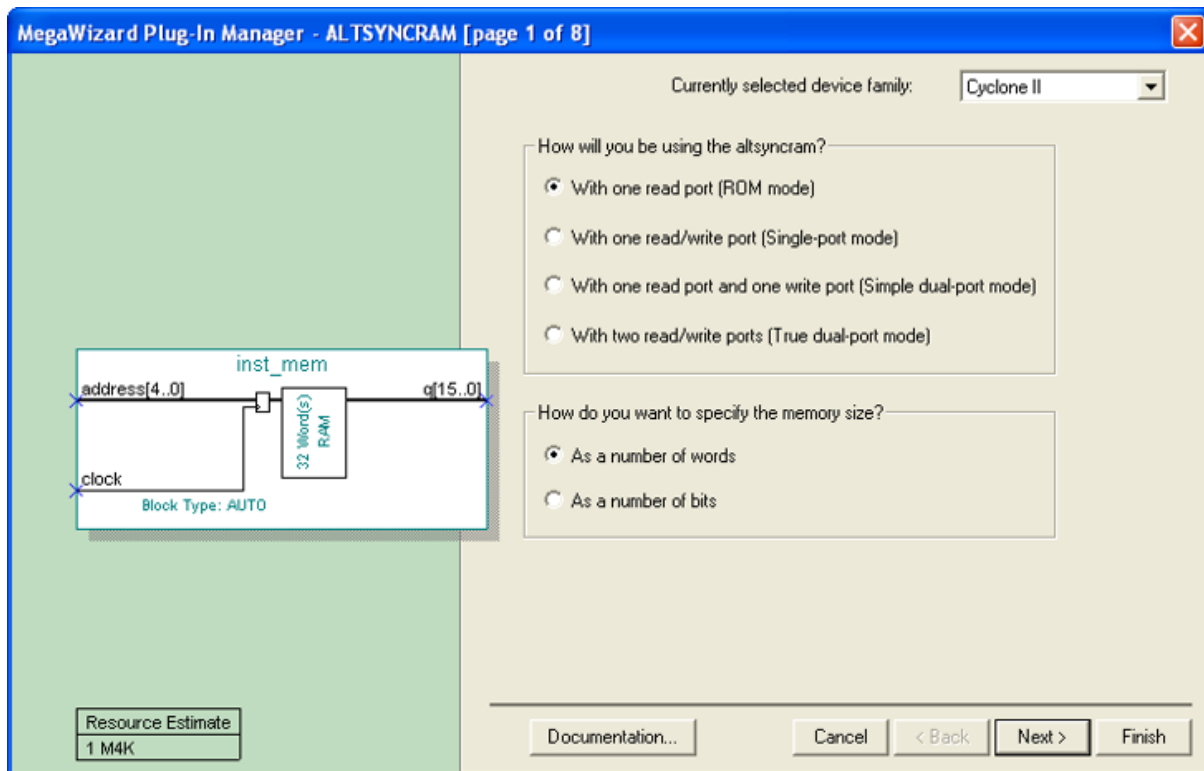 MegaWizard Plug-In Manager - ALTSYNCRAM [page 1 of 8]
Currently selected device family:
Cyclone II
How will you be using the altsyncram?
With one read port (ROM mode)
With one read/write port (Single-port mode)
With one read port and one write port (Simple dual-port mode)
With two read/write ports (True dual-port mode)
inst_mem
address[4..0]
q[15..0]
32 Word(s)
RAM
clock
Block Type: AUTO
How do you want to specify the memory size?
As a number of words
As a number of bits
Resource Estimate
1 M4K
Documentation...
Cancel
< Back
Next >
Finish